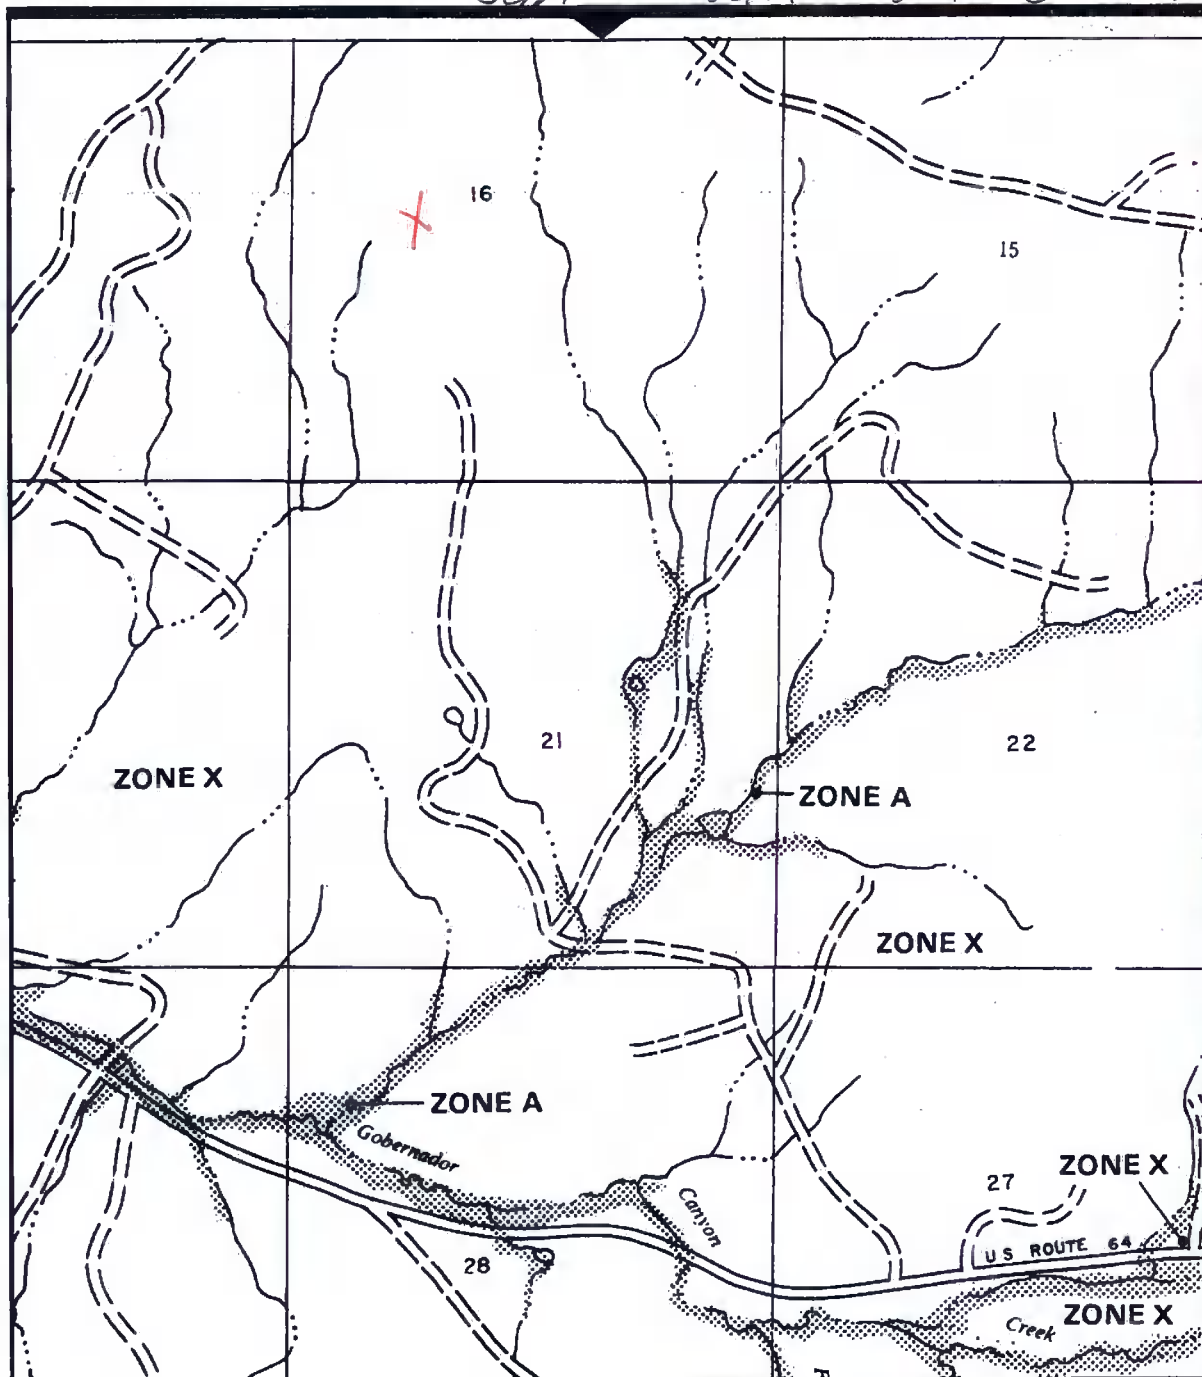 16
15
21
22
ZONE X
ZONE A
ZONE X
ZONE A
Gobernador
Canyon
ZONE X
27
U S ROUTE 64
28
Creek
ZONE X